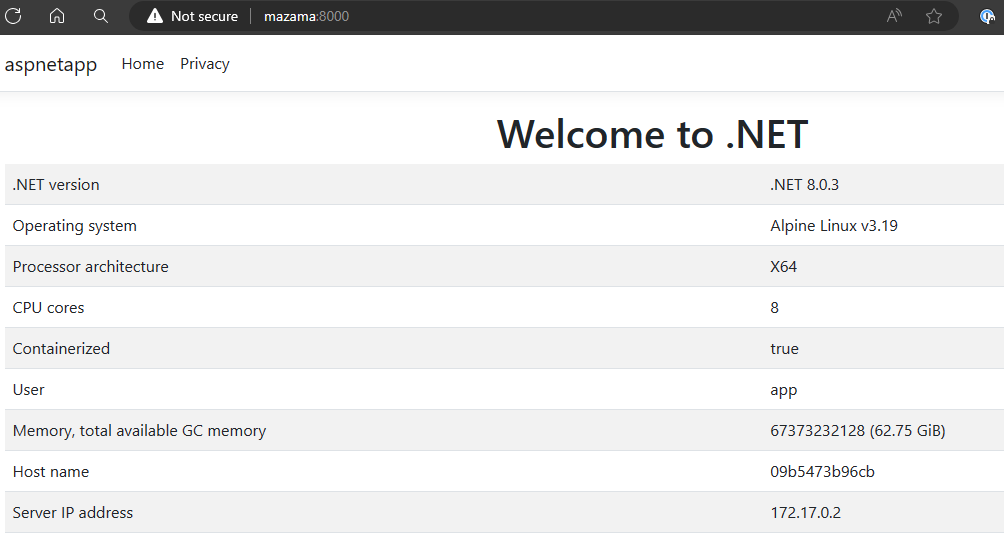 Not secure mazama:8000
aspnetapp Home Privacy
Welcome to .NET
.NET version .NET 8.0.3
Operating system Alpine Linux v3.19
Processor architecture X64
CPU cores 8
Containerized true
User app
Memory, total available GC memory 67373232128 (62.75 GiB)
Host name 09b5473b96cb
Server IP address 172.17.0.2